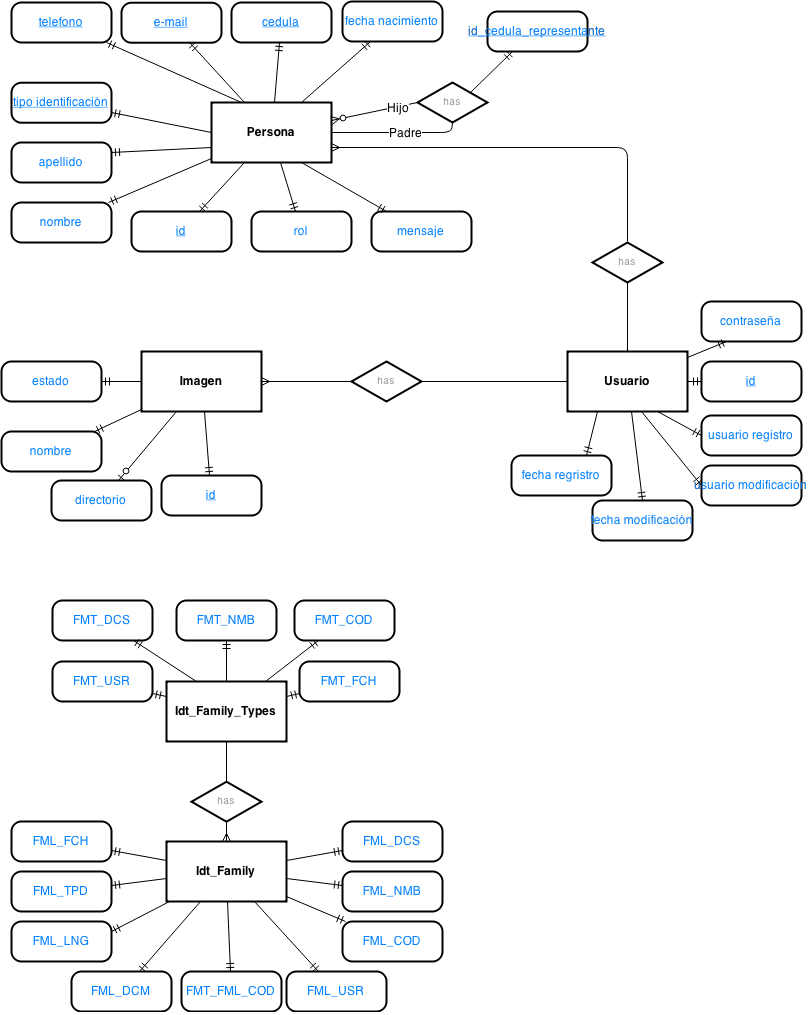 telefono
e-mail
cedula
fecha nacimiento
id_cedula_representante
tipo identificación
Persona
Hijo
has
Padre
apellido
nombre
id
rol
mensaje
has
contraseña
estado
Imagen
has
Usuario
id
nombre
usuario registro
directorio
id
fecha regristro
usuario modificación
fecha modificación
FMT_DCS
FMT_NMB
FMT_COD
FMT_USR
FMT_FCH
Idt_Family_Types
has
FML_FCH
FML_DCS
Idt_Family
FML_TPD
FML_NMB
FML_LNG
FML_COD
FML_DCM
FMT_FML_COD
FML_USR